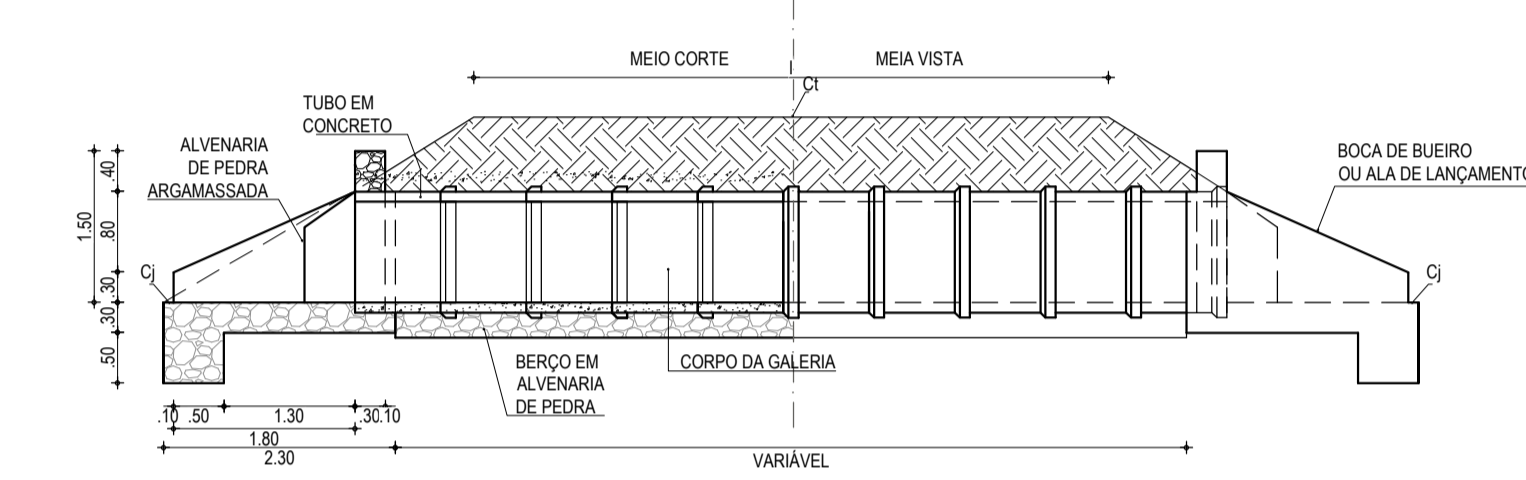 MEIO CORTE
MEIA VISTA
Ct
TUBO EM
CONCRETO
ALVENARIA
DE PEDRA
ARGAMASSADA
BOCA DE BUEIRO
OU ALA DE LANÇAMENTO
.40
1.50
.80
.30
.30
.50
Cj
Cj
BERÇO EM
ALVENARIA
DE PEDRA
CORPO DA GALERIA
.10
.50
1.30
.30
.10
1.80
2.30
VARIÁVEL